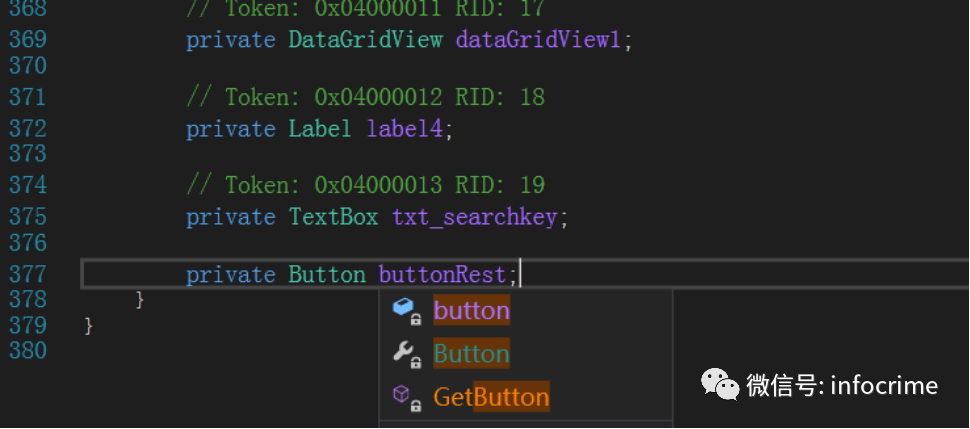 368 // Token: 0x04000011 RID: 17
369 private DataGridView dataGridView1;
370
371 // Token: 0x04000012 RID: 18
372 private Label label4;
373
374 // Token: 0x04000013 RID: 19
375 private TextBox txt_searchkey;
376
377 private Button buttonRest;
378 }
379 }
380
button
Button
GetButton
微信号: infocrime